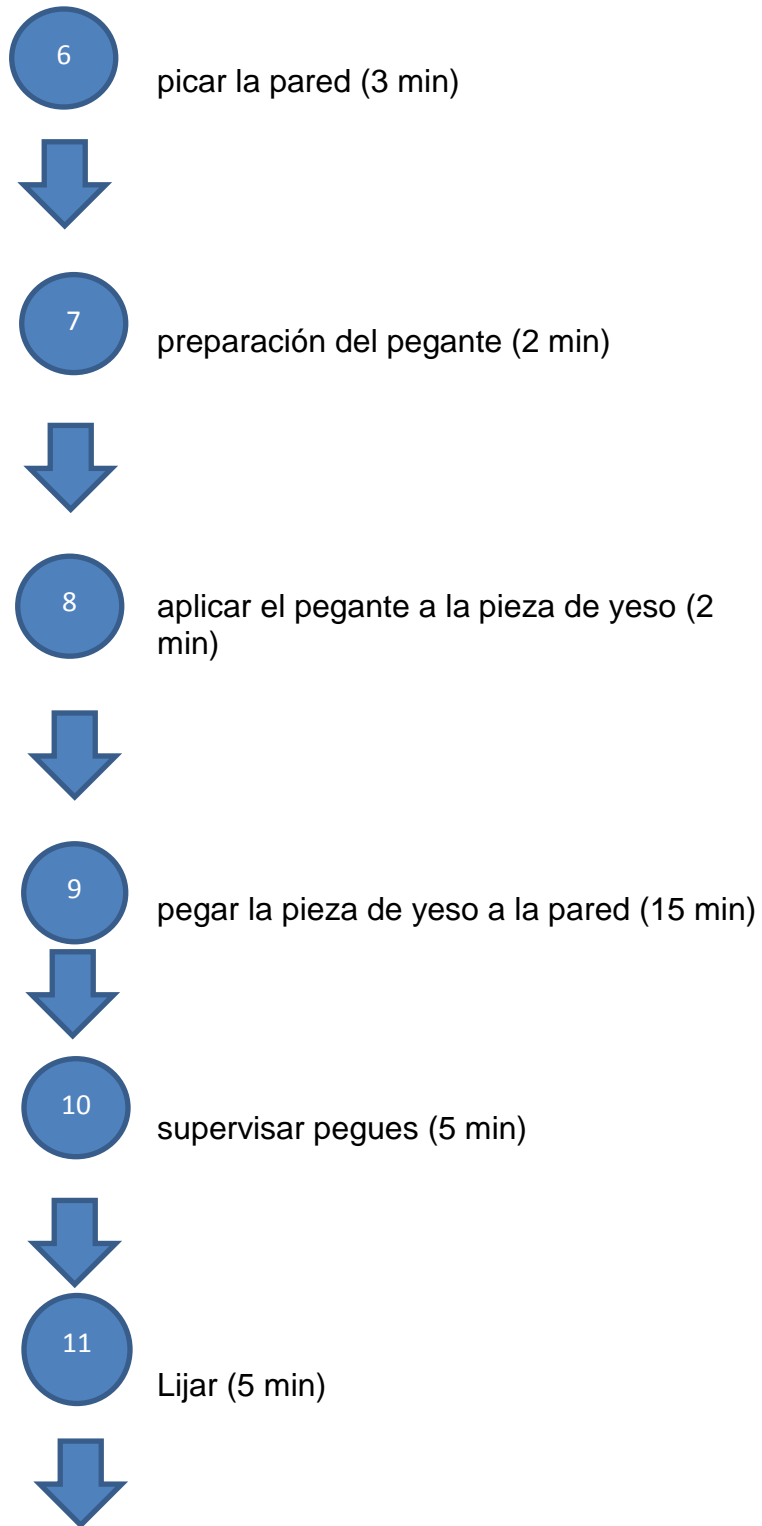 6
picar la pared (3 min)
7
preparación del pegante (2 min)
8
aplicar el pegante a la pieza de yeso (2
min)
9
pegar la pieza de yeso a la pared (15 min)
10
supervisar pegues (5 min)
11
Lijar (5 min)